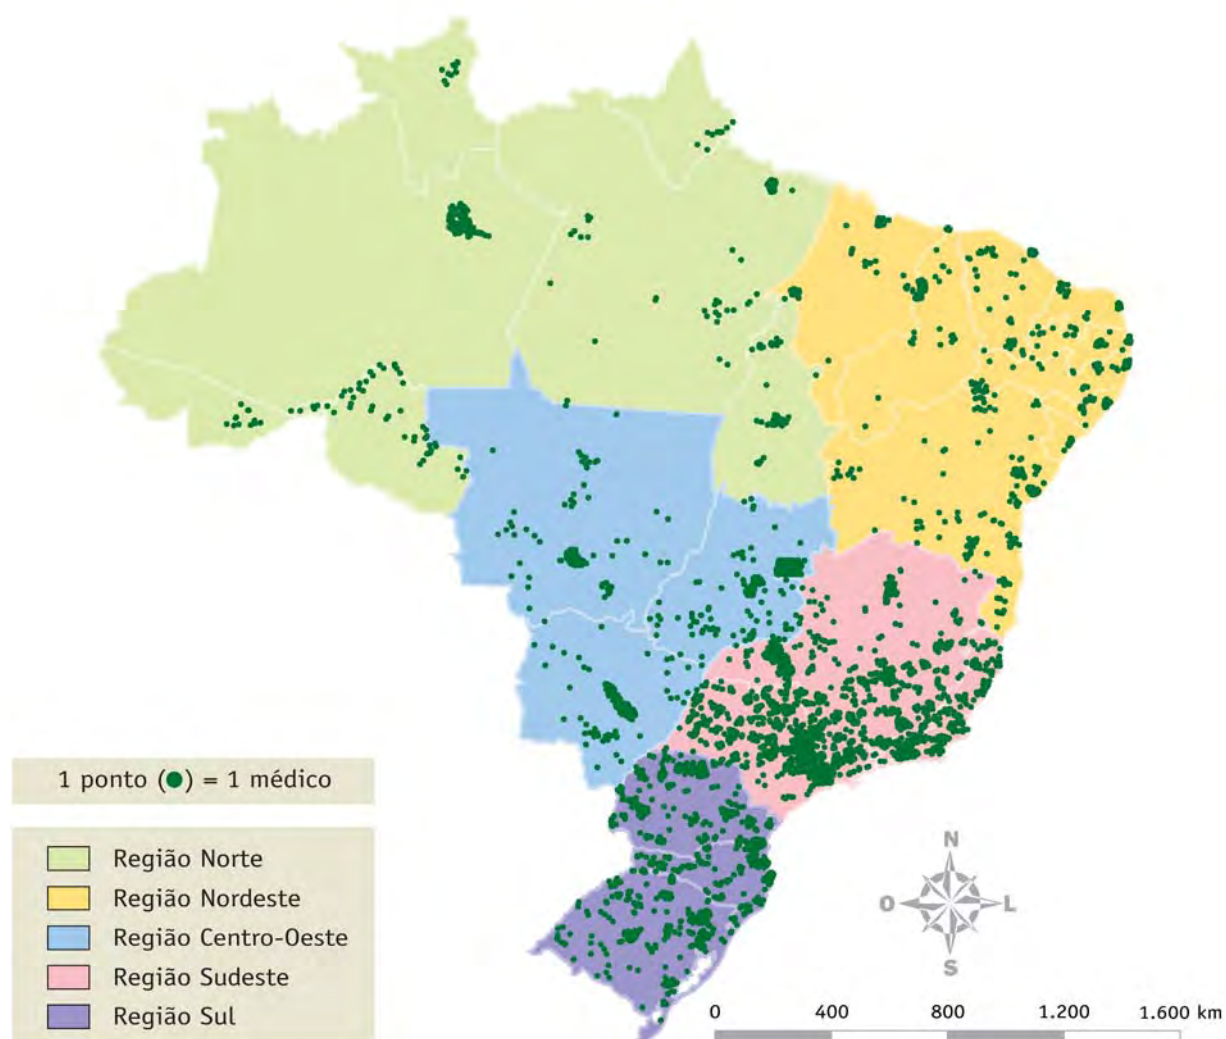 1 ponto (●) = 1 médico
Região Norte
Região Nordeste
Região Centro-Oeste
Região Sudeste
Região Sul
N
O
L
S
0 400 800 1.200 1.600 km